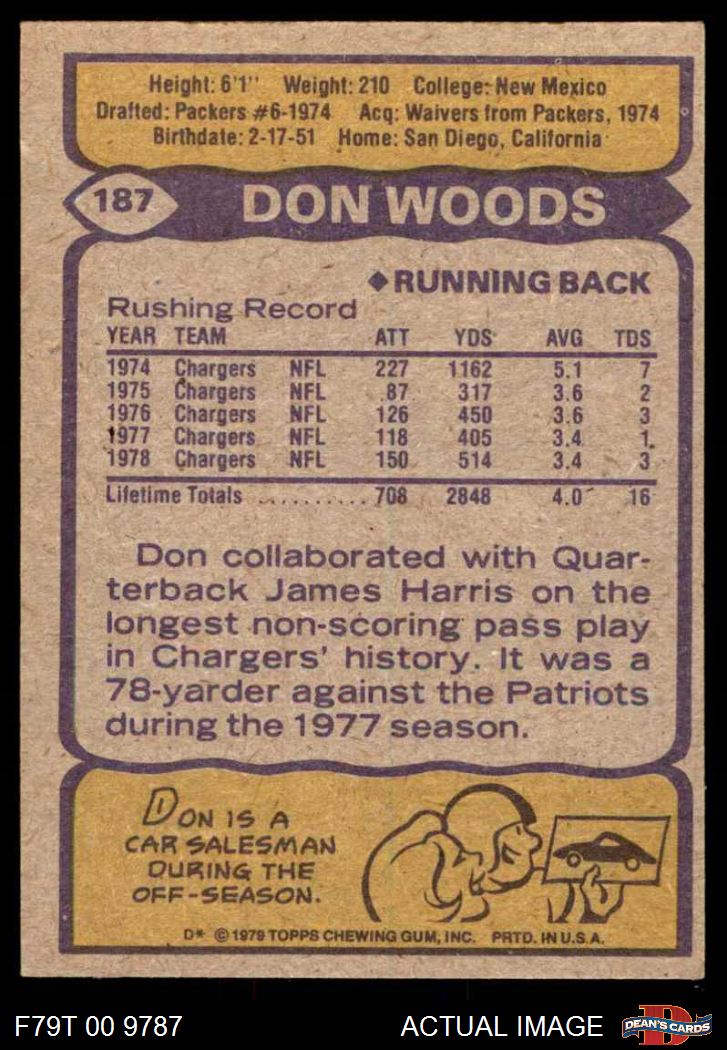 Height: 6'1" Weight: 210 College: New Mexico
Drafted: Packers #6-1974 Acq: Waivers from Packers, 1974
Birthdate: 2-17-51 Home: San Diego, California
187 DON WOODS
◆RUNNING BACK
Rushing Record
YEAR TEAM ATT YDS AVG TDS
1974 Chargers NFL 227 1162 5.1 7
1975 Chargers NFL 87 317 3.6 2
1976 Chargers NFL 126 450 3.6 3
1977 Chargers NFL 118 405 3.4 1
1978 Chargers NFL 150 514 3.4 3
Lifetime Totals .......... 708 2848 4.0 16
Don collaborated with Quar-
terback James Harris on the
longest non-scoring pass play
in Chargers' history. It was a
78-yarder against the Patriots
during the 1977 season.
DON IS A
CAR SALESMAN
DURING THE
OFF-SEASON.
D* © 1979 TOPPS CHEWING GUM, INC. PRTD. IN U.S.A.
F79T 00 9787 ACTUAL IMAGE D DEAN'S CARDS